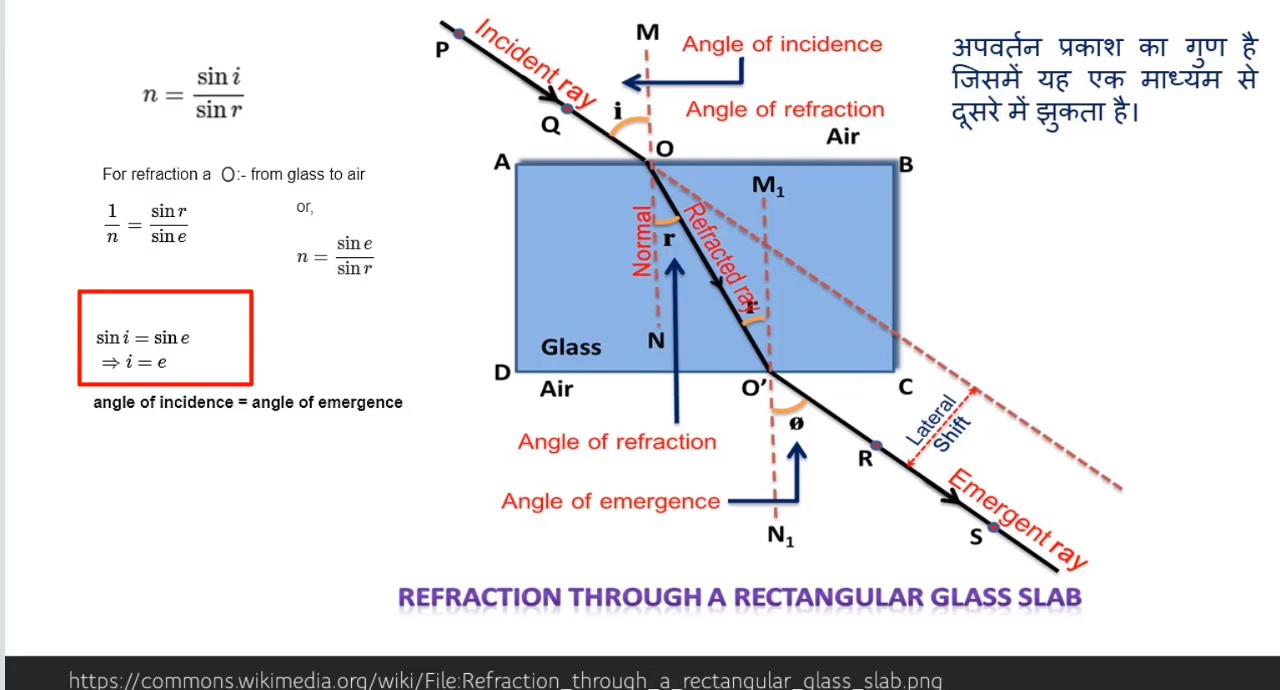 n = sin i / sin r
For refraction a O:- from glass to air
1/n = sin r / sin e
or,
n = sin e / sin r
sin i = sin e
⇒ i = e
angle of incidence = angle of emergence
P
Incident ray
Q
M
Angle of incidence
i
Angle of refraction
Air
O
A
B
M₁
Normal
r
Refracted ray
r
N
Glass
D
Air
O’
C
ø
Lateral
Shift
Angle of refraction
R
Angle of emergence
Emergent ray
S
N₁
REFRACTION THROUGH A RECTANGULAR GLASS SLAB
अपवर्तन प्रकाश का गुण है
जिसमें यह एक माध्यम से
दूसरे में झुकता है।
https://commons.wikimedia.org/wiki/File:Refraction_through_a_rectangular_glass_slab.png